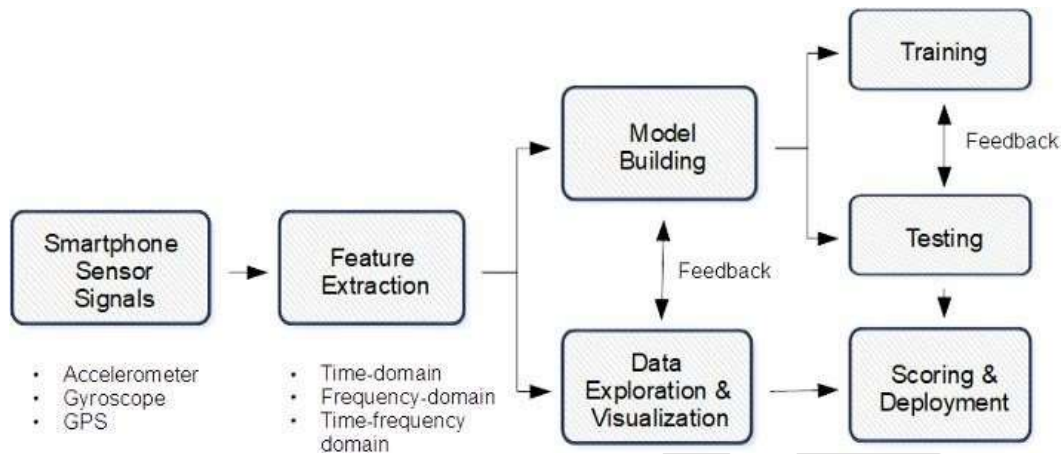 Smartphone
Sensor
Signals
• Accelerometer
• Gyroscope
• GPS
Feature
Extraction
• Time-domain
• Frequency-domain
• Time-frequency
domain
Model
Building
Feedback
Data
Exploration &
Visualization
Training
Feedback
Testing
Scoring &
Deployment